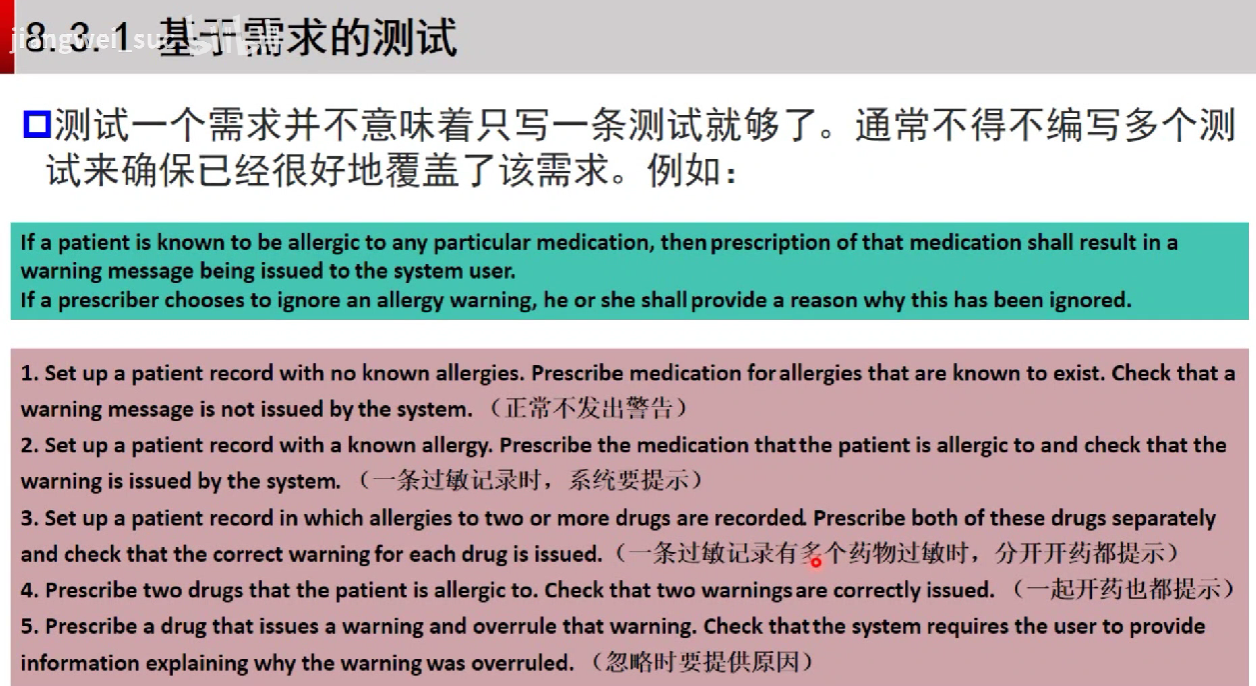 8.3.1 基于需求的测试
jiangwei_suc
bilibili
测试一个需求并不意味着只写一条测试就够了。通常不得不编写多个测
试来确保已经很好地覆盖了该需求。例如：
If a patient is known to be allergic to any particular medication, then prescription of that medication shall result in a
warning message being issued to the system user.
If a prescriber chooses to ignore an allergy warning, he or she shall provide a reason why this has been ignored.
1. Set up a patient record with no known allergies. Prescribe medication for allergies that are known to exist. Check that a
warning message is not issued by the system. （正常不发出警告）
2. Set up a patient record with a known allergy. Prescribe the medication that the patient is allergic to and check that the
warning is issued by the system. （一条过敏记录时，系统要提示）
3. Set up a patient record in which allergies to two or more drugs are recorded. Prescribe both of these drugs separately
and check that the correct warning for each drug is issued.（一条过敏记录有多个药物过敏时，分开开药都提示）
4. Prescribe two drugs that the patient is allergic to. Check that two warnings are correctly issued. （一起开药也都提示）
5. Prescribe a drug that issues a warning and overrule that warning. Check that the system requires the user to provide
information explaining why the warning was overruled. （忽略时要提供原因）